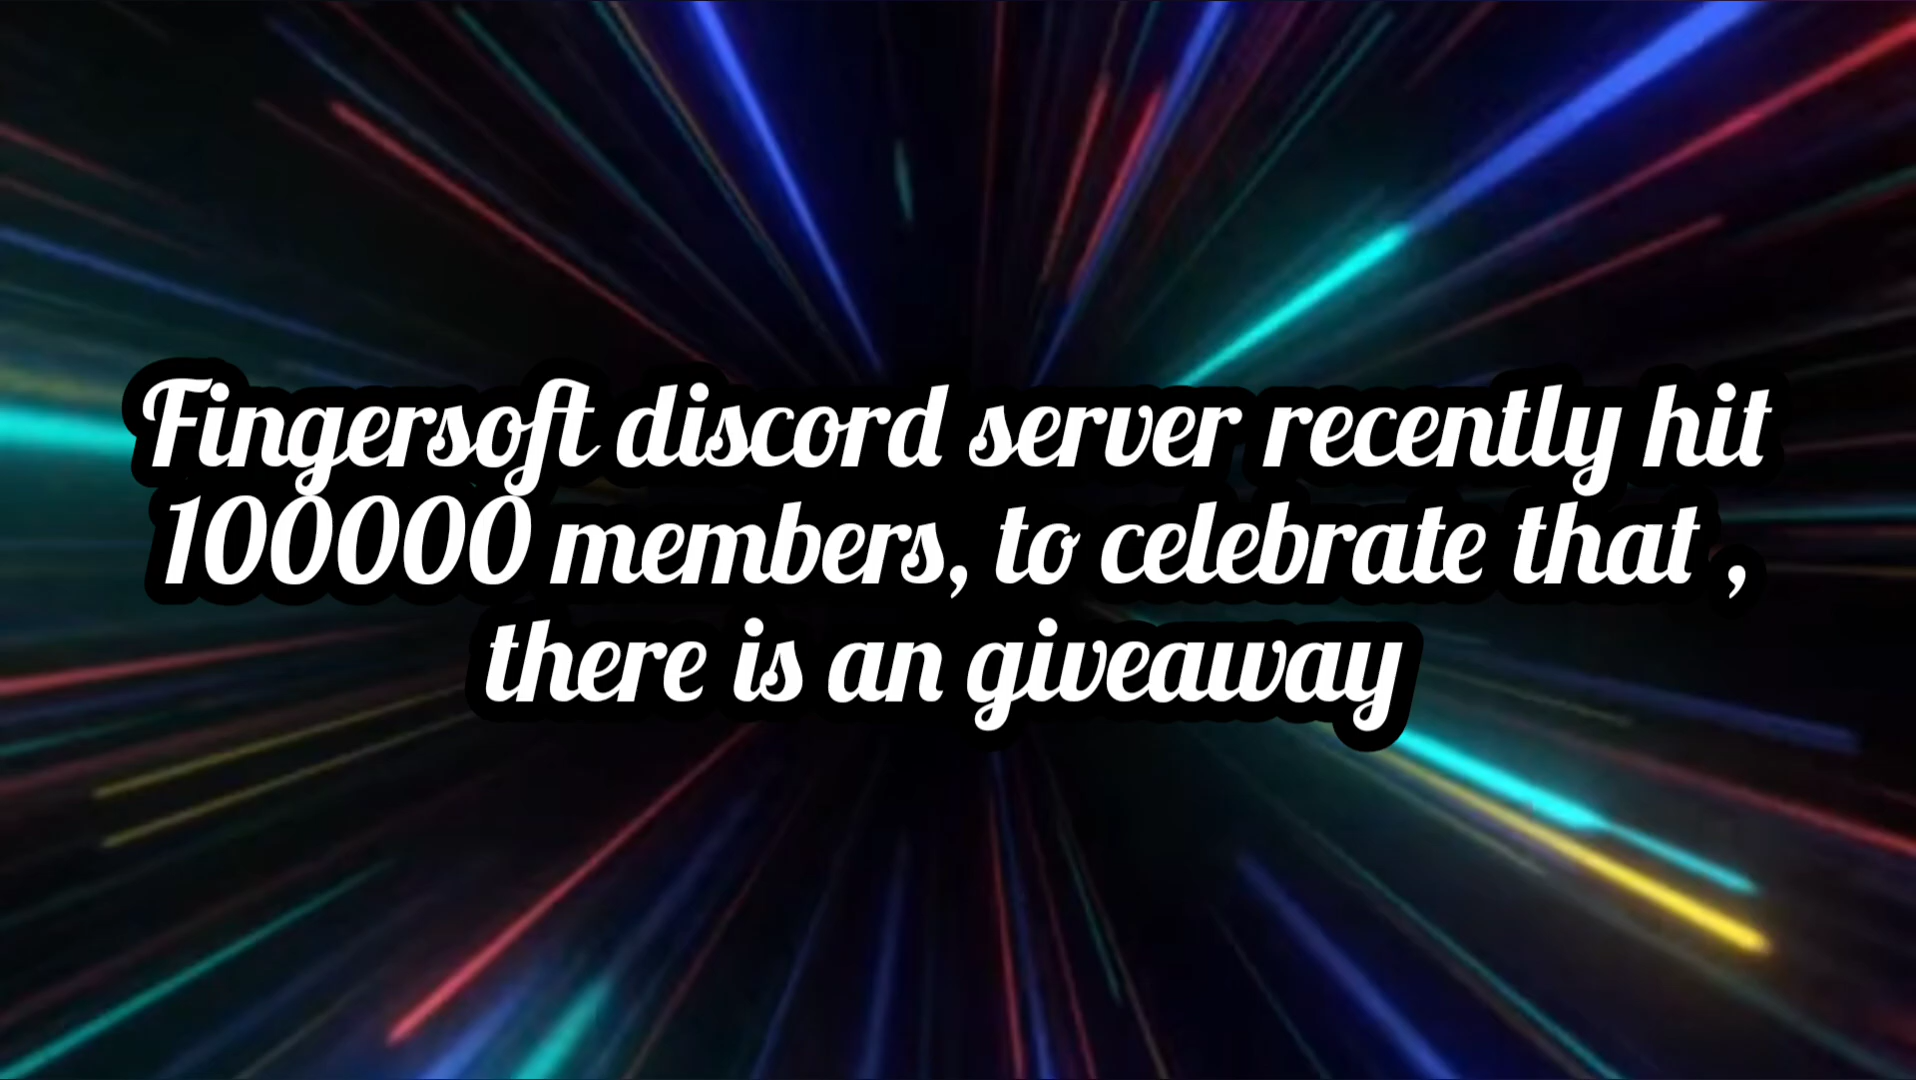 Fingersoft discord server recently hit
100000 members, to celebrate that ,
there is an giveaway